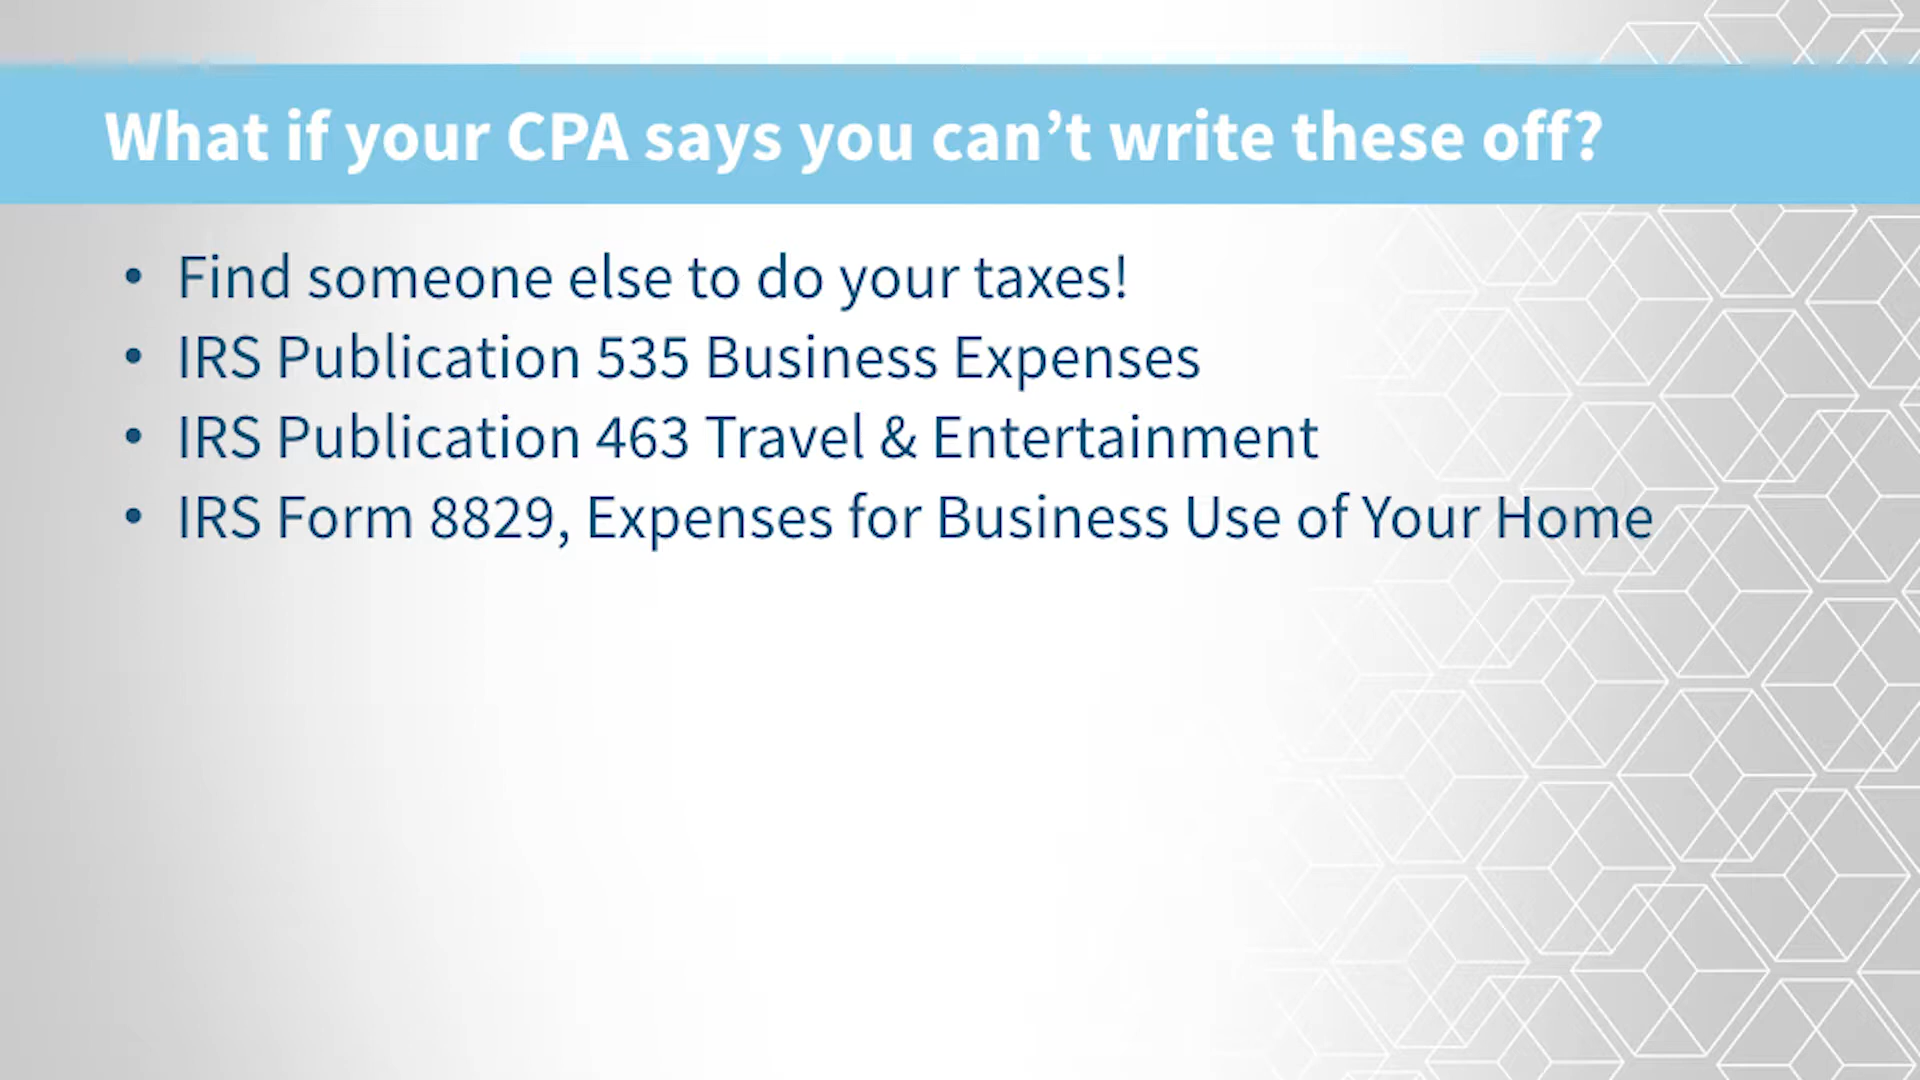 What if your CPA says you can’t write these off?
• Find someone else to do your taxes!
• IRS Publication 535 Business Expenses
• IRS Publication 463 Travel & Entertainment
• IRS Form 8829, Expenses for Business Use of Your Home